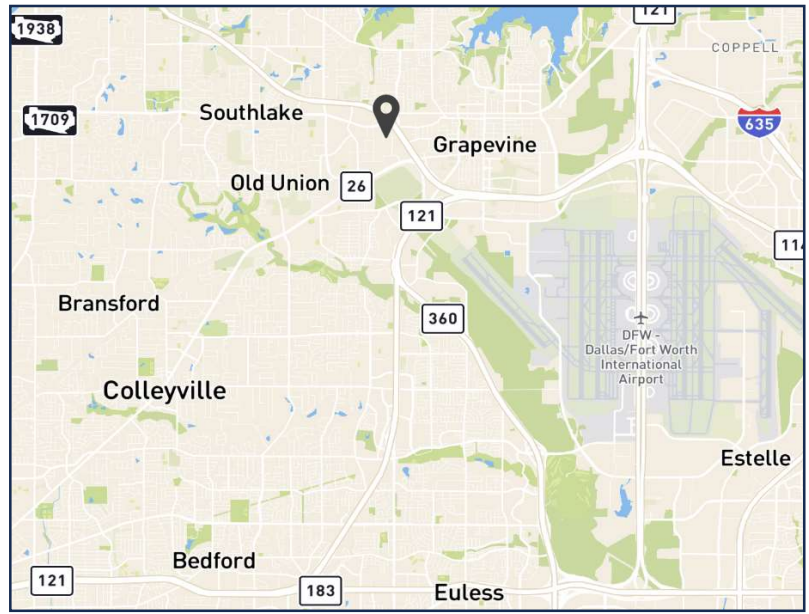 121
1938
COPPELL
1709
Southlake
635
Grapevine
Old Union
26
121
114
Bransford
360
DFW -
Dallas/Fort Worth
International
Airport
Colleyville
Estelle
Bedford
121
183
Euless